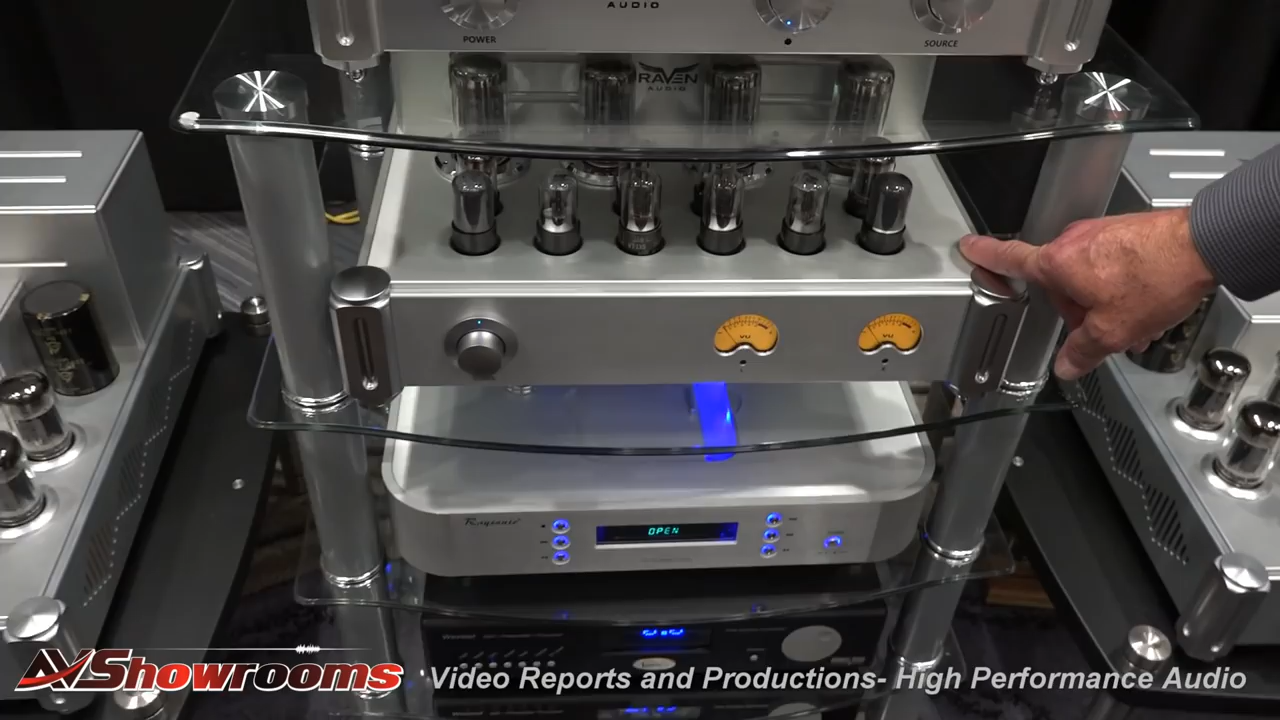 AUDIO
POWER
SOURCE
RAVEN
AUDIO
VU
VU
Raysonic
OPEN
AVShowrooms
Video Reports and Productions- High Performance Audio